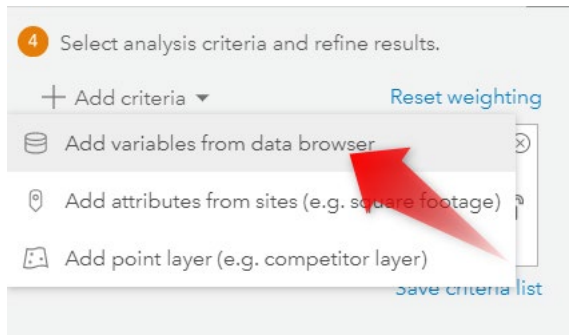 4 Select analysis criteria and refine results.
Add criteria Reset weighting
Add variables from data browser
Add attributes from sites (e.g. square footage)
Add point layer (e.g. competitor layer)
Save criteria list